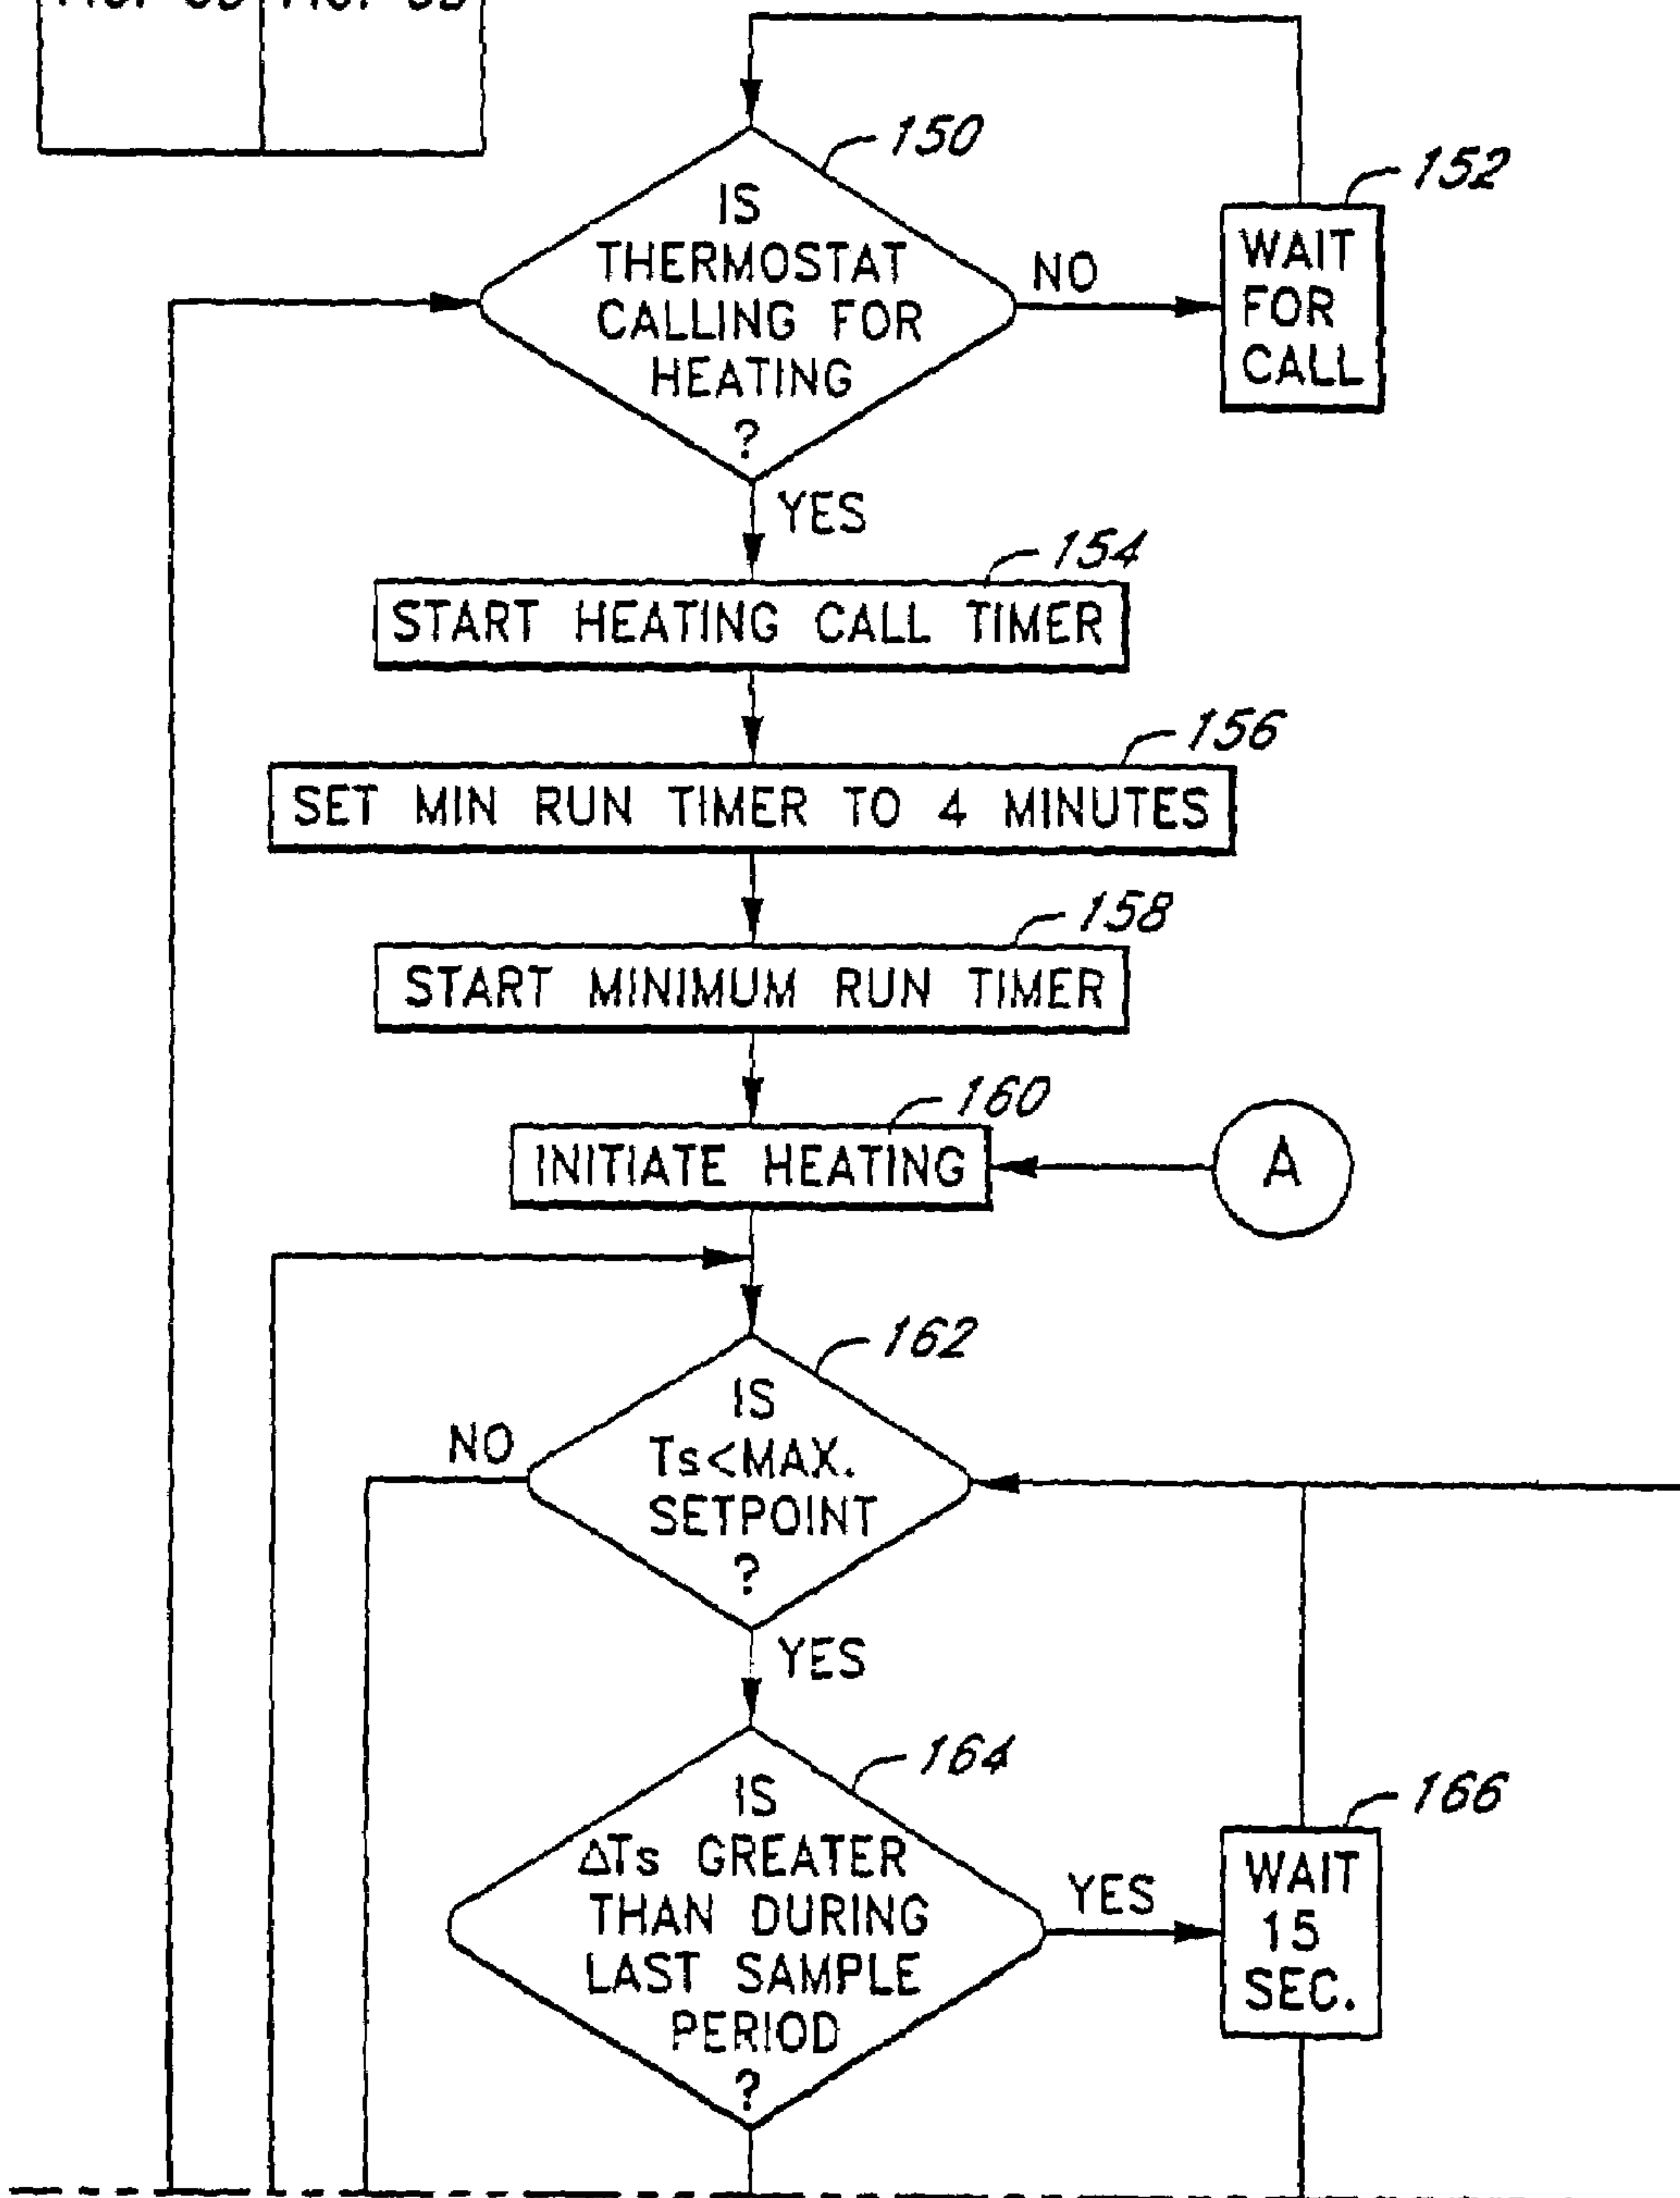 150
IS
THERMOSTAT
CALLING FOR
HEATING
?
NO
152
WAIT
FOR
CALL
YES
154
START HEATING CALL TIMER
156
SET MIN RUN TIMER TO 4 MINUTES
158
START MINIMUM RUN TIMER
160
INITIATE HEATING
A
162
IS
Ts<MAX.
SETPOINT
?
NO
YES
164
IS
ΔTs GREATER
THAN DURING
LAST SAMPLE
PERIOD
?
YES
166
WAIT
15
SEC.